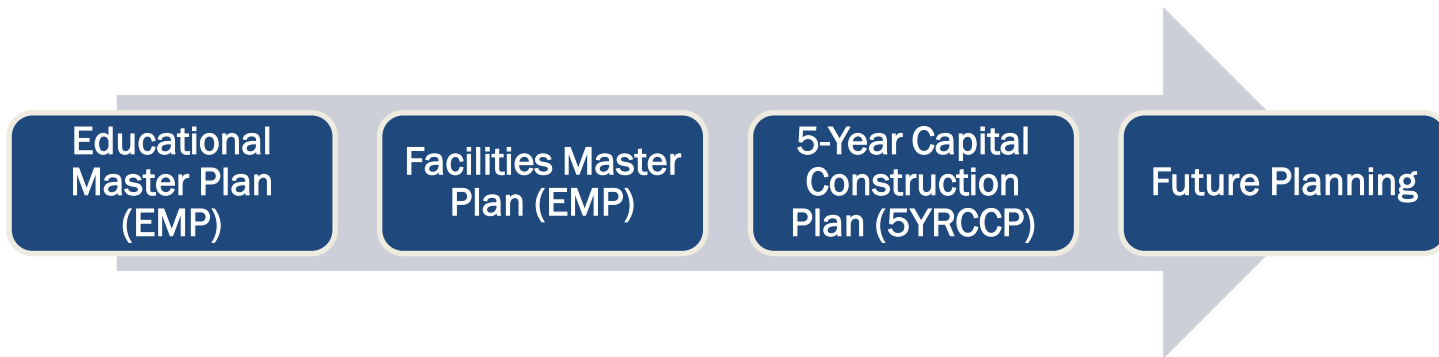 Educational
Master Plan
(EMP)
Facilities Master
Plan (EMP)
5-Year Capital
Construction
Plan (5YRCCP)
Future Planning